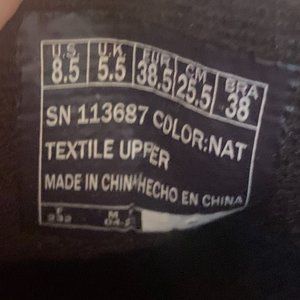 U.S. U.K. EUR CM BRA
8.5 5.5 38.5 25.5 38
SN 113687 COLOR:NAT
TEXTILE UPPER
MADE IN CHINA HECHO EN CHINA
M